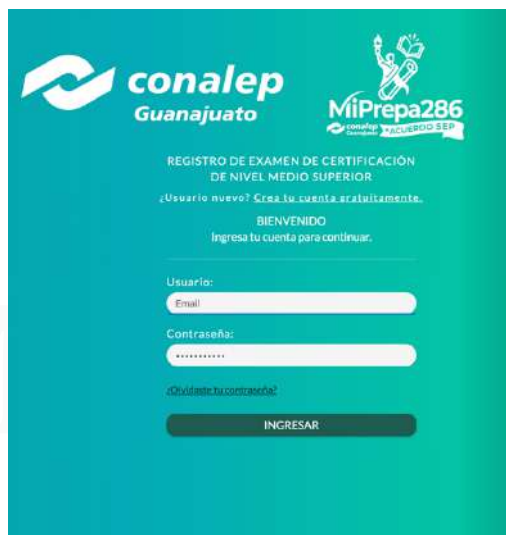 conalep
Guanajuato
MiPrepa286
conalep
Guanajuato
ACUERDO SEP
REGISTRO DE EXAMEN DE CERTIFICACIÓN
DE NIVEL MEDIO SUPERIOR
¿Usuario nuevo? Crea tu cuenta gratuitamente.
BIENVENIDO
Ingresa tu cuenta para continuar.
Usuario:
Email
Contraseña:
•••••••••••
¿Olvidaste tu contraseña?
INGRESAR